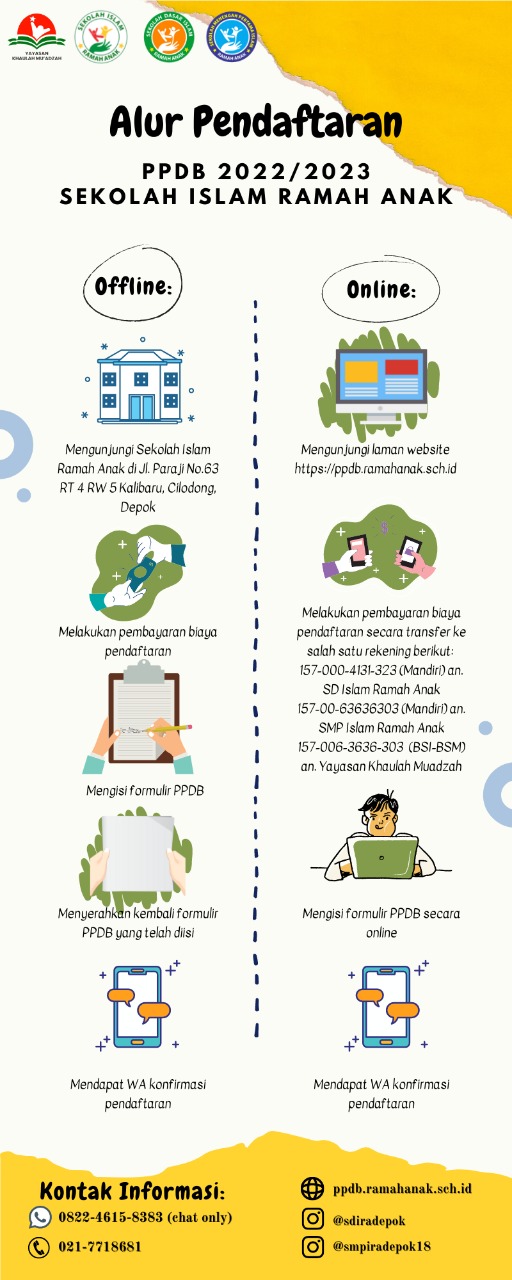 YAYASAN
KHAULAH MU'ADZAH
SEKOLAH ISLAM
RAMAH ANAK
SEKOLAH DASAR ISLAM
RAMAH ANAK
RAMAH ANAK
Alur Pendaftaran
PPDB 2022/2023
SEKOLAH ISLAM RAMAH ANAK
Offline:
Mengunjungi Sekolah Islam
Ramah Anak di Jl. Paraji No.63
RT 4 RW 5 Kalibaru, Cilodong,
Depok
Melakukan pembayaran biaya
pendaftaran
Mengisi formulir PPDB
Menyerahkan kembali formulir
PPDB yang telah diisi
Mendapat WA konfirmasi
pendaftaran
Online:
Mengunjungi laman website
https://ppdb.ramahanak.sch.id
Melakukan pembayaran biaya
pendaftaran secara transfer ke
salah satu rekening berikut:
157-000-4131-323 (Mandiri) an.
SD Islam Ramah Anak
157-00-63636303 (Mandiri) an.
SMP Islam Ramah Anak
157-006-3636-303 (BSI-BSM)
an. Yayasan Khaulah Muadzah
Mengisi formulir PPDB secara
online
Mendapat WA konfirmasi
pendaftaran
Kontak Informasi:
0822-4615-8383 (chat only)
021-7718681
ppdb.ramahanak.sch.id
@sdiradepok
@smpiradepok18